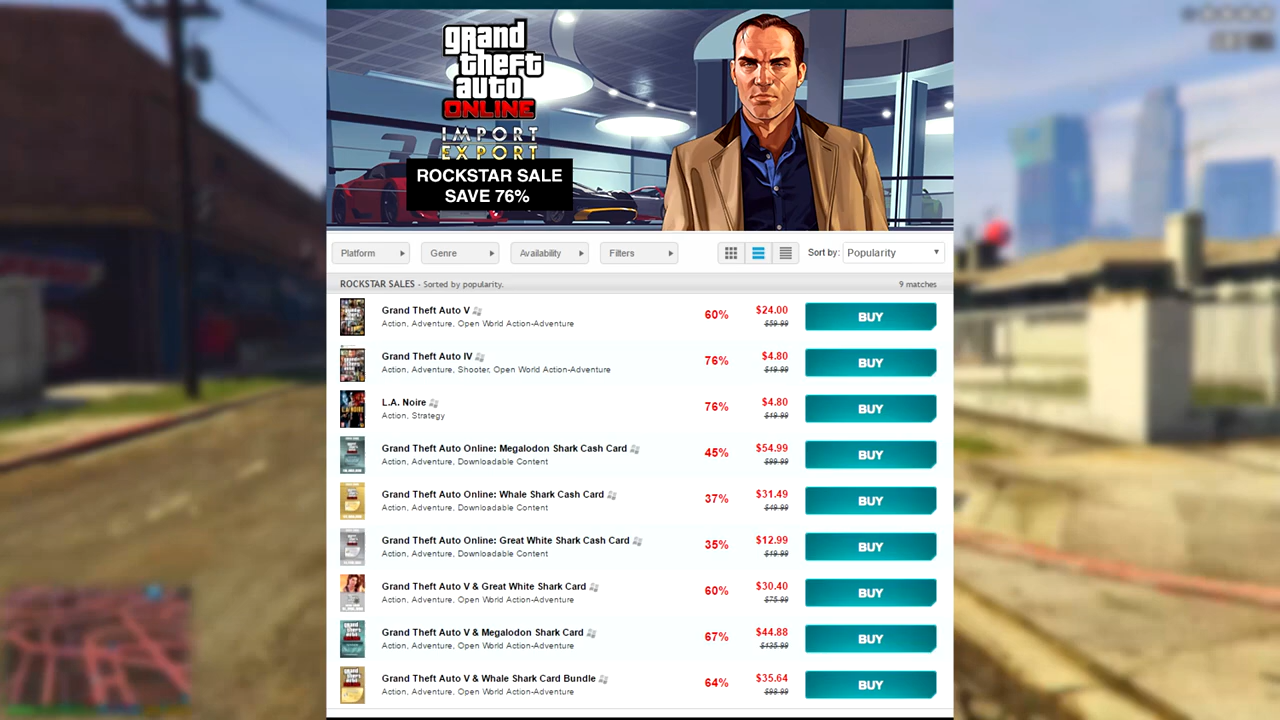 grand
theft
auto
ONLINE
IMPORT
EXPORT
ROCKSTAR SALE
SAVE 76%
Platform
Genre
Availability
Filters
Sort by: Popularity
ROCKSTAR SALES - Sorted by popularity.
9 matches
Grand Theft Auto V
Action, Adventure, Open World Action-Adventure
60%
$24.00
$59.99
BUY
Grand Theft Auto IV
Action, Adventure, Shooter, Open World Action-Adventure
76%
$4.80
$19.99
BUY
L.A. Noire
Action, Strategy
76%
$4.80
$19.99
BUY
Grand Theft Auto Online: Megalodon Shark Cash Card
Action, Adventure, Downloadable Content
45%
$54.99
$99.99
BUY
Grand Theft Auto Online: Whale Shark Cash Card
Action, Adventure, Downloadable Content
37%
$31.49
$49.99
BUY
Grand Theft Auto Online: Great White Shark Cash Card
Action, Adventure, Downloadable Content
35%
$12.99
$19.99
BUY
Grand Theft Auto V & Great White Shark Card
Action, Adventure, Open World Action-Adventure
60%
$30.40
$75.99
BUY
Grand Theft Auto V & Megalodon Shark Card
Action, Adventure, Open World Action-Adventure
67%
$44.88
$135.99
BUY
Grand Theft Auto V & Whale Shark Card Bundle
Action, Adventure, Open World Action-Adventure
64%
$35.64
$98.99
BUY